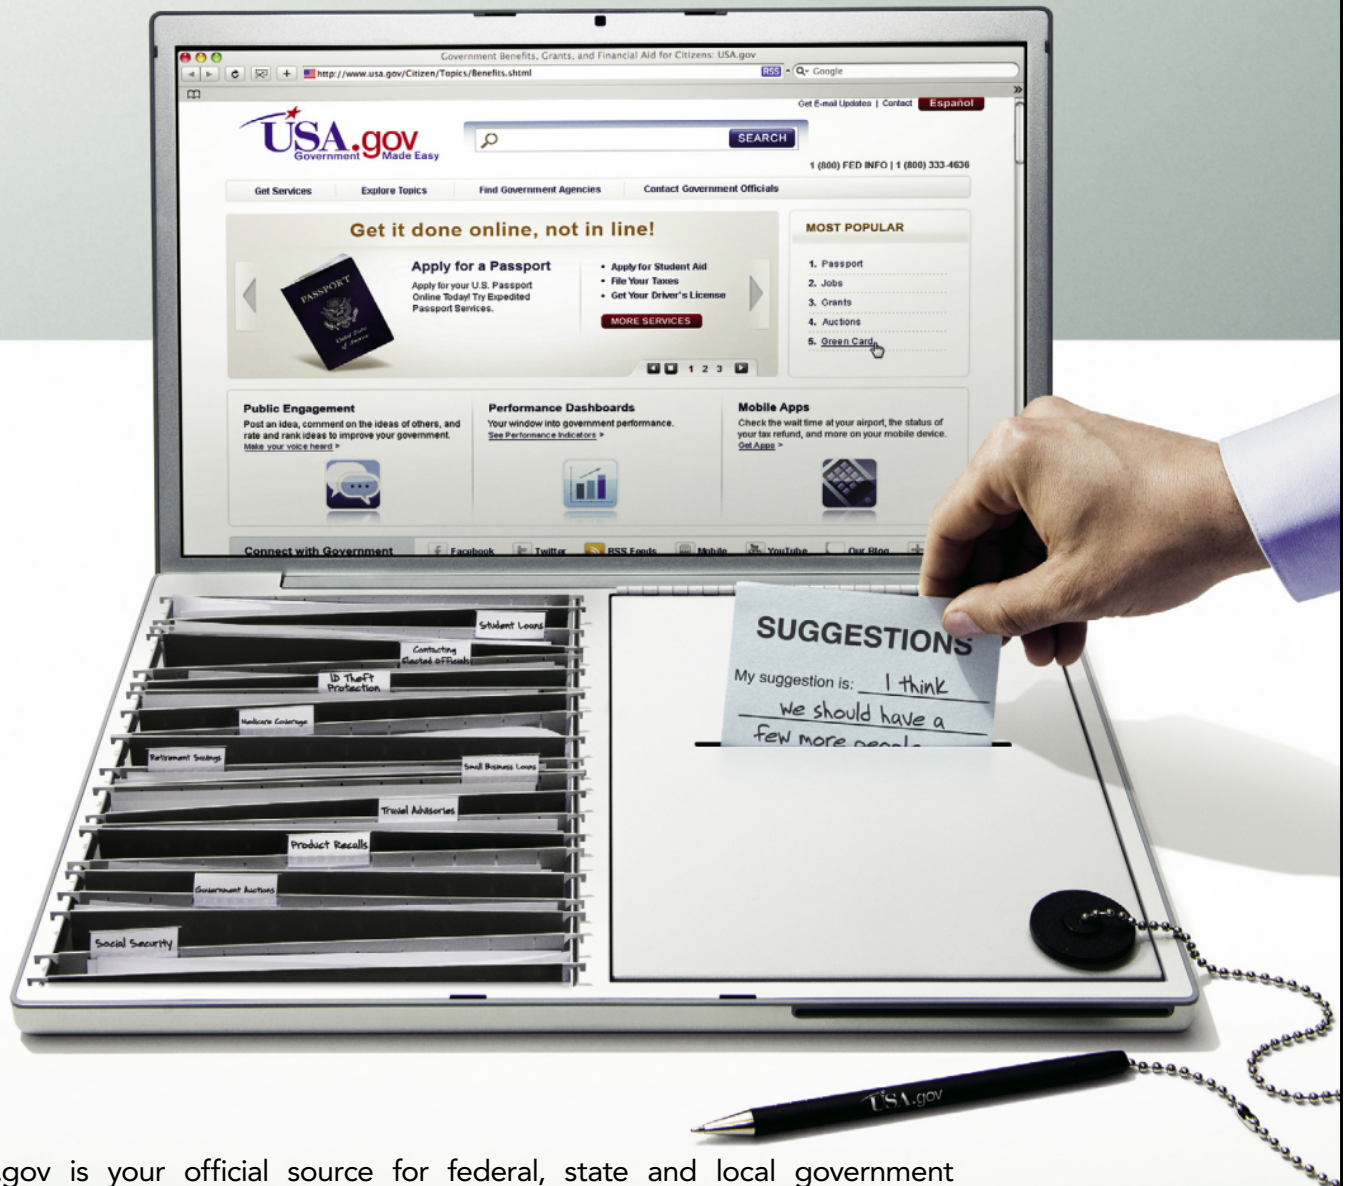 Government Benefits, Grants, and Financial Aid for Citizens: USA.gov
http://www.usa.gov/Citizen/Topics/Benefits.shtml RSS Google
Get E-mail Updates | Contact Español
USA.gov
Government Made Easy
SEARCH
1 (800) FED INFO | 1 (800) 333-4636
Get Services Explore Topics Find Government Agencies Contact Government Officials
Get it done online, not in line!
Apply for a Passport
Apply for your U.S. Passport
Online Today! Try Expedited
Passport Services.
• Apply for Student Aid
• File Your Taxes
• Get Your Driver's License
MORE SERVICES
PASSPORT
United States
of America
1 2 3
MOST POPULAR
1. Passport
2. Jobs
3. Grants
4. Auctions
5. Green Card
Public Engagement
Post an idea, comment on the ideas of others, and
rate and rank ideas to improve your government.
Make your voice heard >
Performance Dashboards
Your window into government performance.
See Performance Indicators >
Mobile Apps
Check the wait time at your airport, the status of
your tax refund, and more on your mobile device.
Get Apps >
Connect with Government Facebook Twitter RSS Feeds Mobile YouTube Our Blog
Student Loans
Contacting
Elected Officials
ID Theft
Protection
Medicare Coverage
Retirement Savings
Small Business Loans
Travel Advisories
Product Recalls
Government Auctions
Social Security
SUGGESTIONS
My suggestion is: I think
we should have a
few more people
USA.gov
.gov is your official source for federal, state and local government